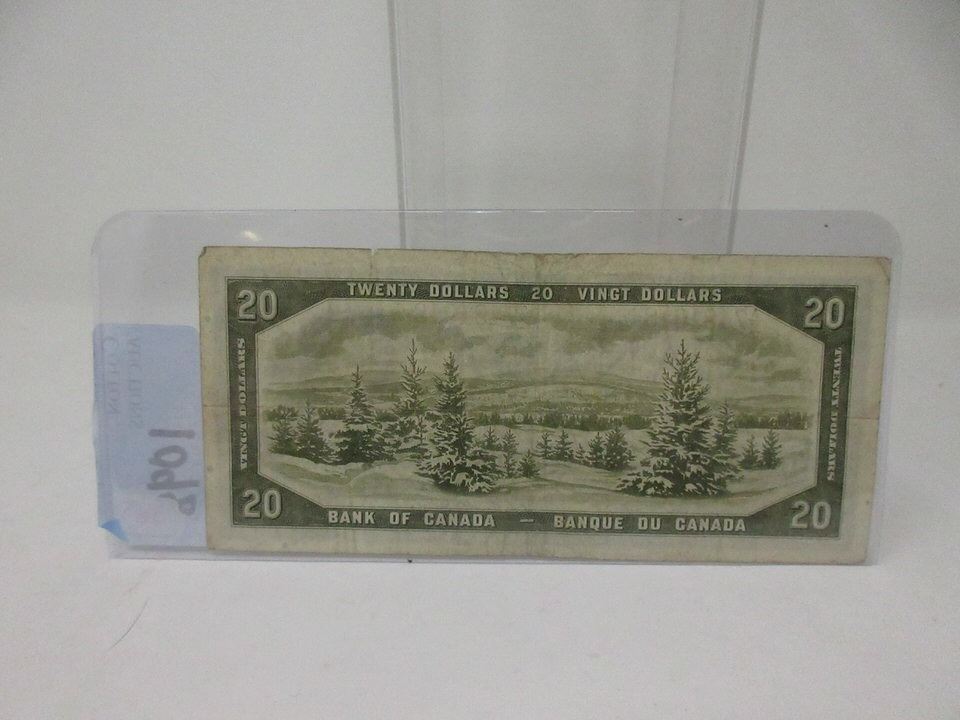 20 TWENTY DOLLARS 20 VINGT DOLLARS 20
VINGT DOLLARS
TWENTY DOLLARS
20 BANK OF CANADA — BANQUE DU CANADA 20